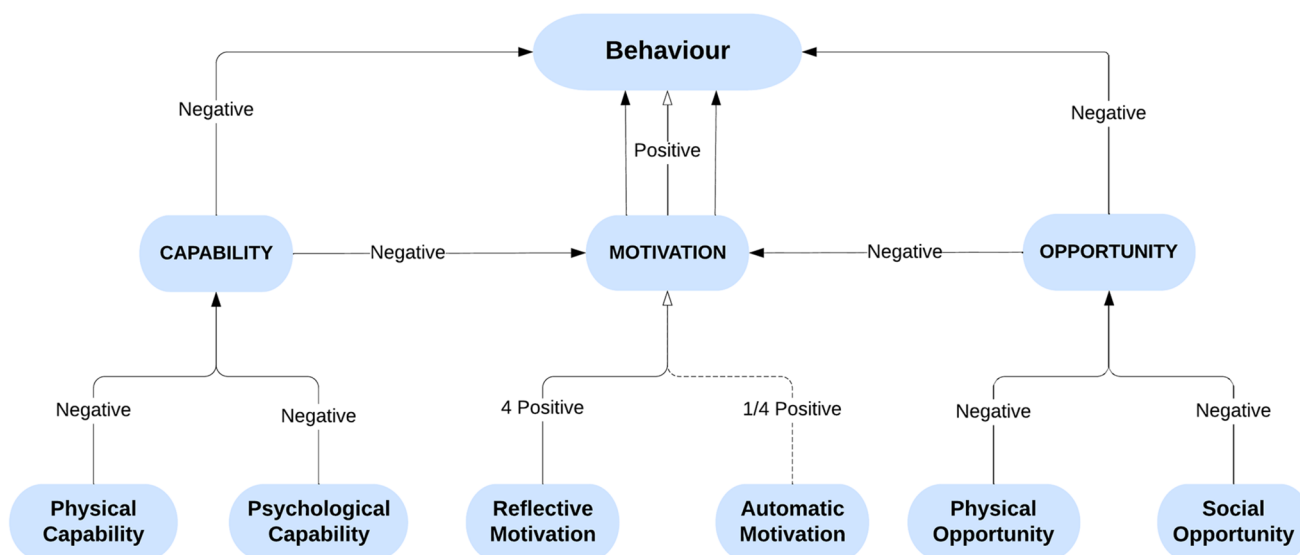 Behaviour
Negative
Negative
Positive
CAPABILITY
Negative
MOTIVATION
Negative
OPPORTUNITY
Negative
Negative
4 Positive
1/4 Positive
Negative
Negative
Physical
Capability
Psychological
Capability
Reflective
Motivation
Automatic
Motivation
Physical
Opportunity
Social
Opportunity